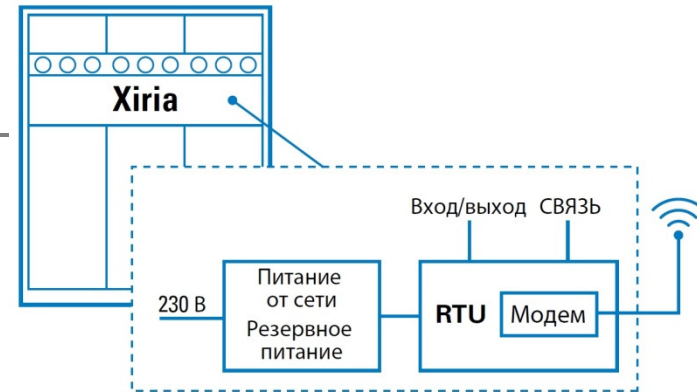 Xiria
Вход/выход СВЯЗЬ
230 В
Питание
от сети
Резервное
питание
RTU
Модем